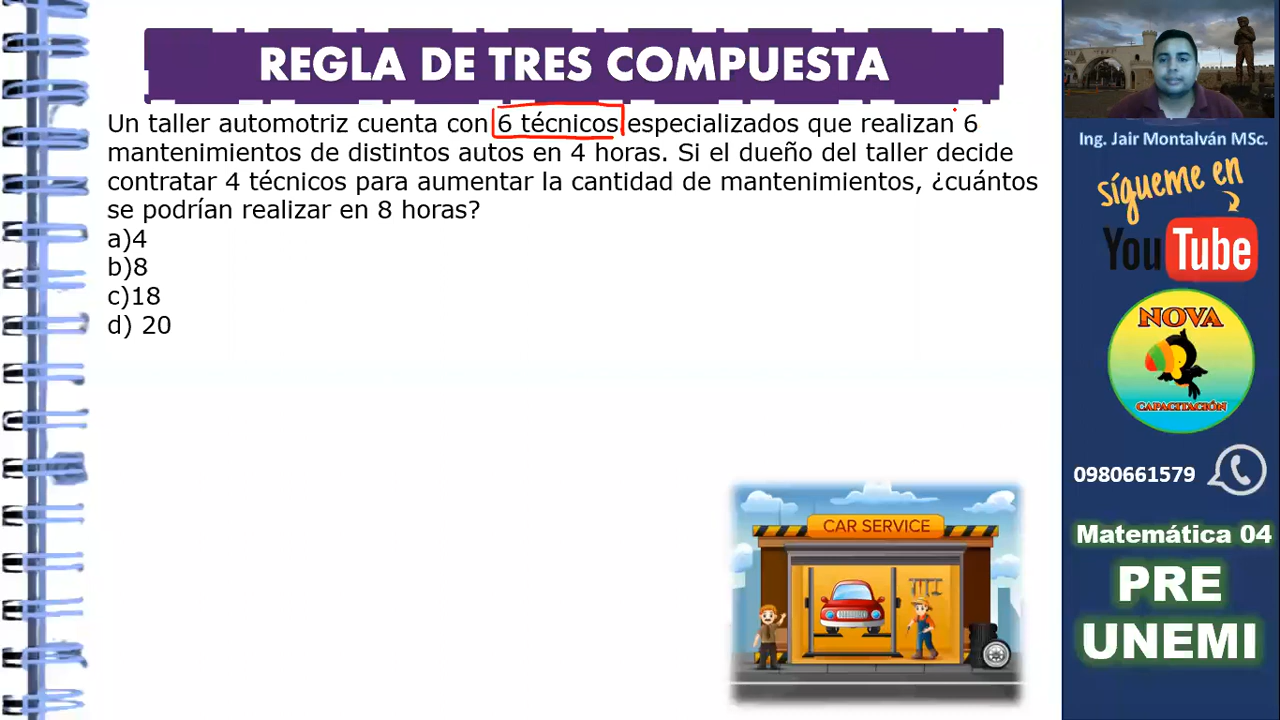 REGLA DE TRES COMPUESTA
Un taller automotriz cuenta con 6 técnicos especializados que realizan 6
mantenimientos de distintos autos en 4 horas. Si el dueño del taller decide
contratar 4 técnicos para aumentar la cantidad de mantenimientos, ¿cuántos
se podrían realizar en 8 horas?
a)4
b)8
c)18
d) 20
CAR SERVICE
Ing. Jair Montalván MSc.
sígueme en
YouTube
NOVA
CAPACITACIÓN
0980661579
Matemática 04
PRE
UNEMI